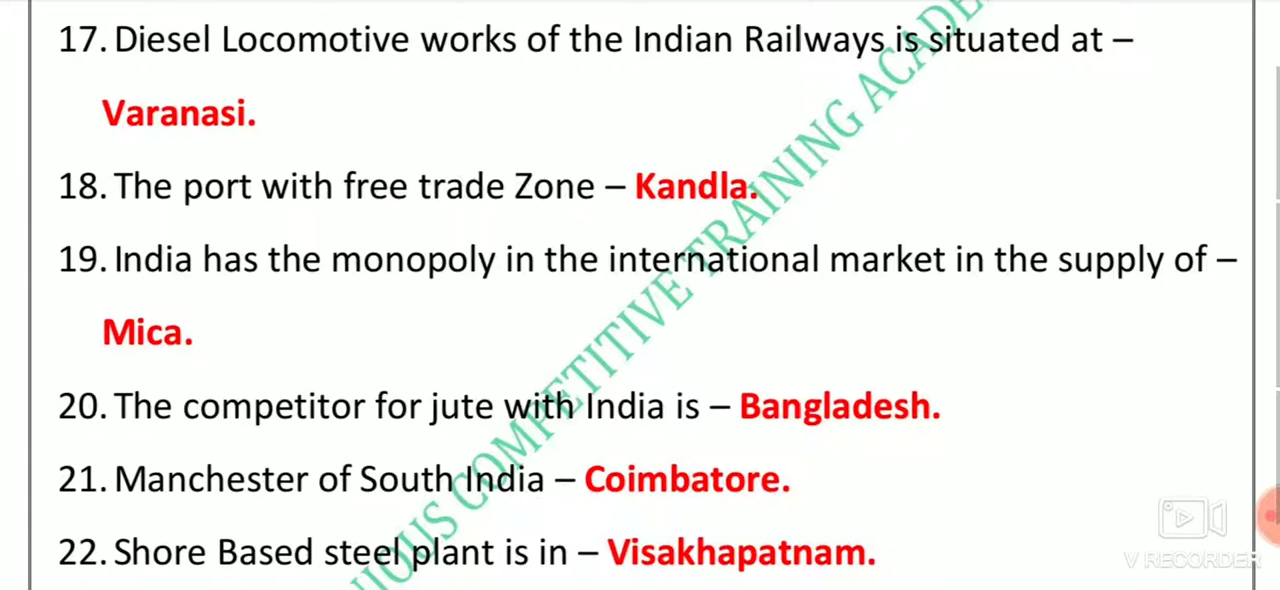 17. Diesel Locomotive works of the Indian Railways is situated at –
Varanasi.
18. The port with free trade Zone – Kandla.
19. India has the monopoly in the international market in the supply of –
Mica.
20. The competitor for jute with India is – Bangladesh.
21. Manchester of South India – Coimbatore.
22. Shore Based steel plant is in – Visakhapatnam.
COMPETITIVE TRAINING
V RECORDER